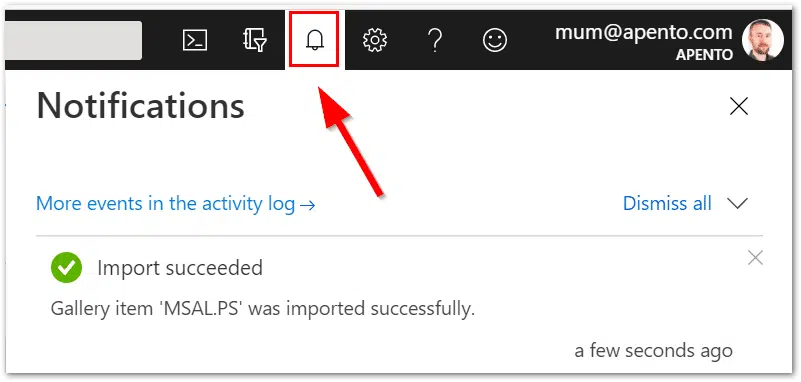 mum@apento.com
APENTO
Notifications
More events in the activity log→
Dismiss all
Import succeeded
Gallery item 'MSAL.PS' was imported successfully.
a few seconds ago